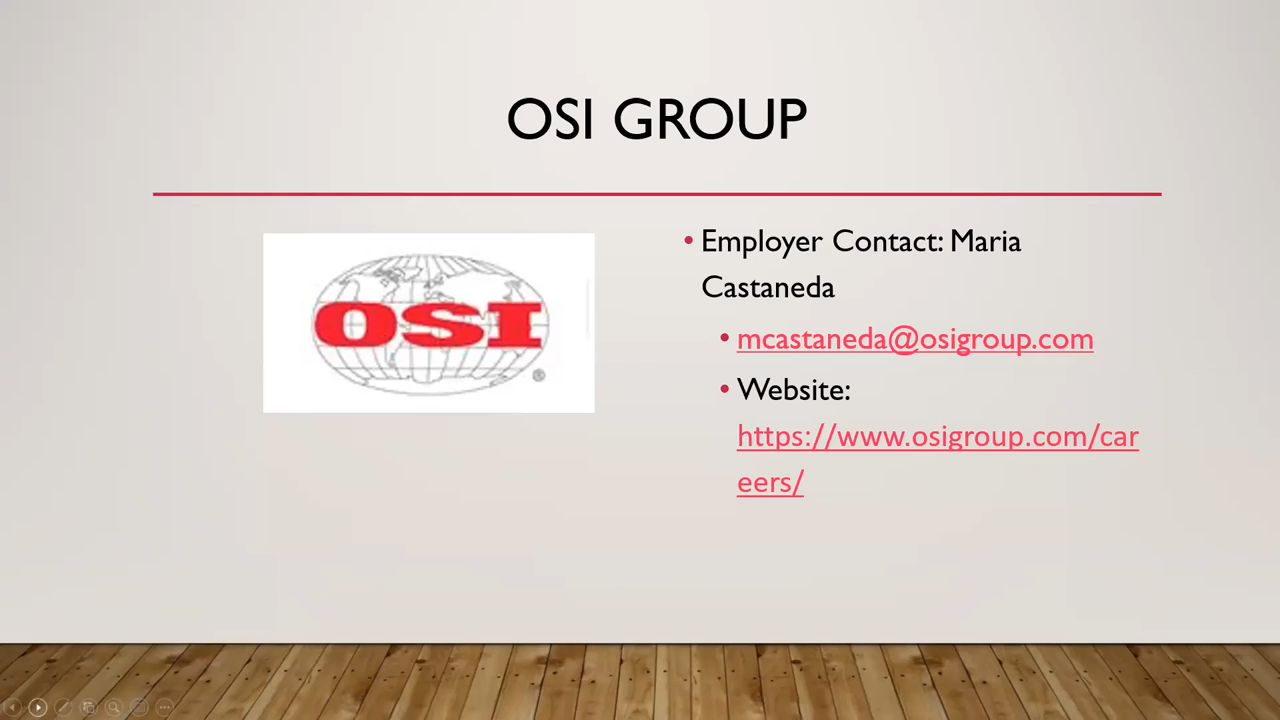 OSI GROUP
OSI
®
• Employer Contact: Maria
Castaneda
• mcastaneda@osigroup.com
• Website:
https://www.osigroup.com/car
eers/